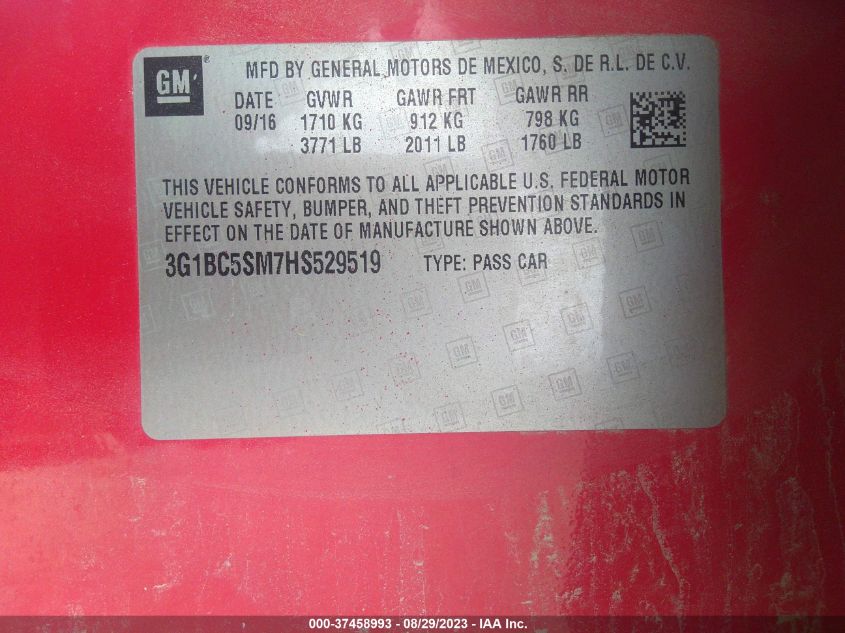 GM ®
MFD BY GENERAL MOTORS DE MEXICO, S. DE R.L. DE C.V.
DATE GVWR GAWR FRT GAWR RR
09/16 1710 KG 912 KG 798 KG
3771 LB 2011 LB 1760 LB
THIS VEHICLE CONFORMS TO ALL APPLICABLE U.S. FEDERAL MOTOR
VEHICLE SAFETY, BUMPER, AND THEFT PREVENTION STANDARDS IN
EFFECT ON THE DATE OF MANUFACTURE SHOWN ABOVE.
3G1BC5SM7HS529519 TYPE: PASS CAR
000-37458993 - 08/29/2023 - IAA Inc.